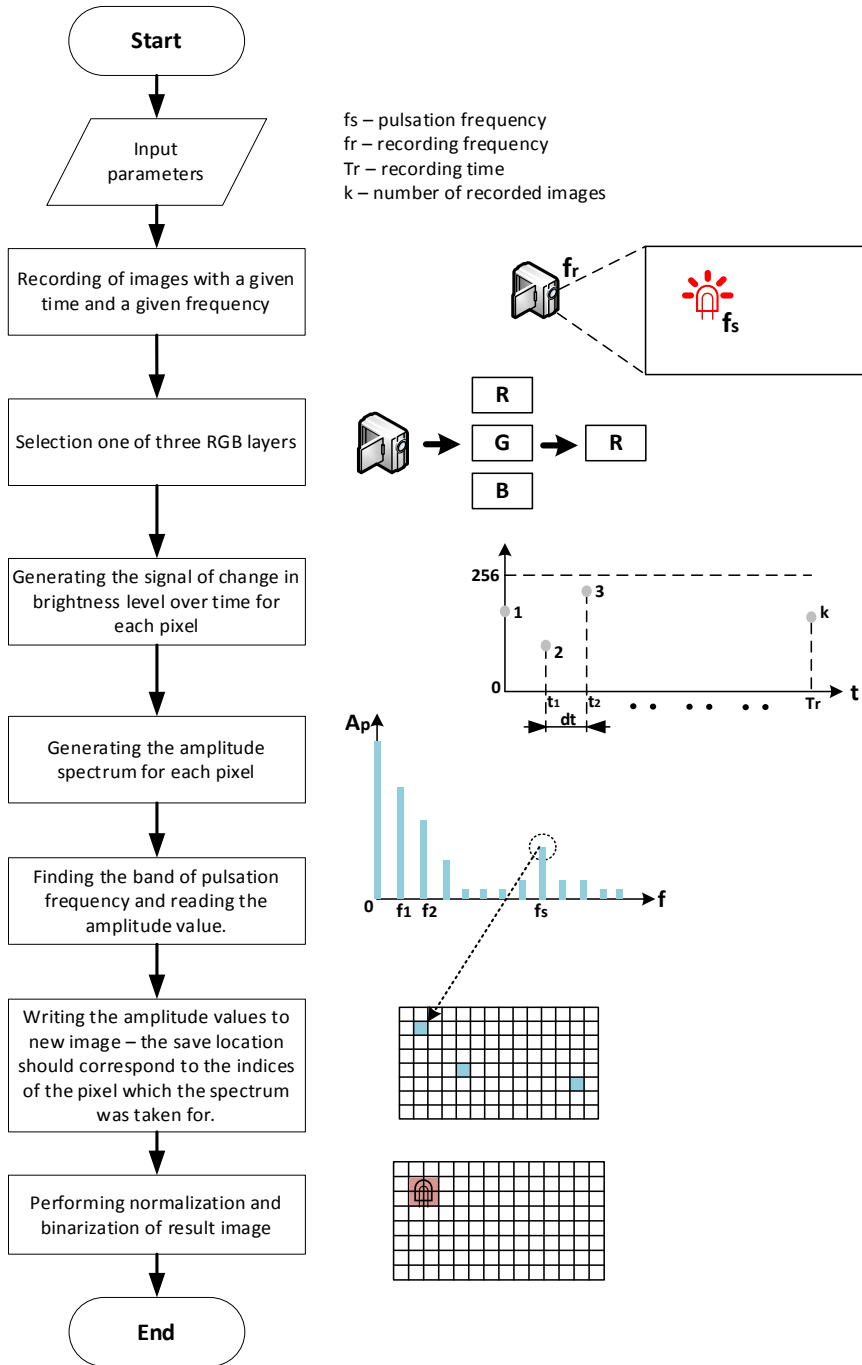 Start
Input
parameters
fs – pulsation frequency
fr – recording frequency
Tr – recording time
k – number of recorded images
Recording of images with a given
time and a given frequency
fr
fs
Selection one of three RGB layers
R
G
B
R
Generating the signal of change in
brightness level over time for
each pixel
256
0
1
2
3
k
t1
t2
Tr
t
dt
Generating the amplitude
spectrum for each pixel
Ap
0
f1
f2
fs
f
Finding the band of pulsation
frequency and reading the
amplitude value.
Writing the amplitude values to
new image – the save location
should correspond to the indices
of the pixel which the spectrum
was taken for.
Performing normalization and
binarization of result image
End